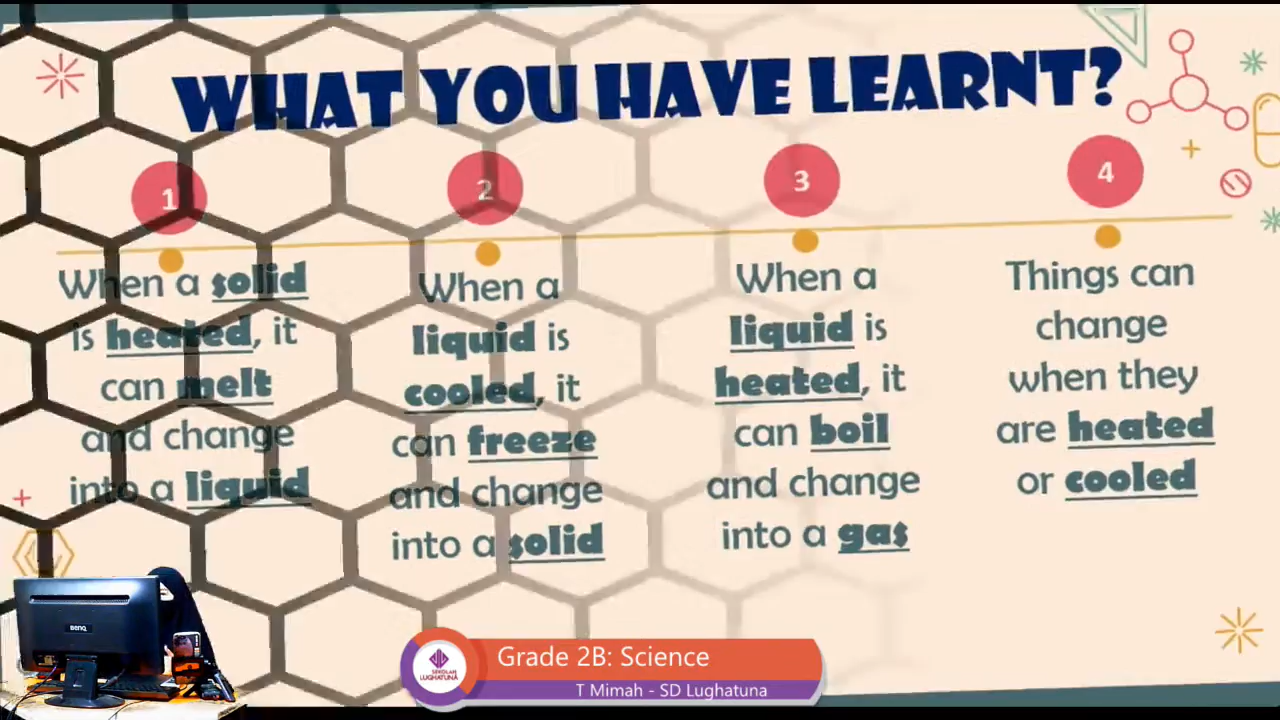 WHAT YOU HAVE LEARNT?
1
When a solid
is heated, it
can melt
and change
into a liquid
2
When a
liquid is
cooled, it
can freeze
and change
into a solid
3
When a
liquid is
heated, it
can boil
and change
into a gas
4
Things can
change
when they
are heated
or cooled
BenQ
SEKOLAH
LUGHATUNA
Grade 2B: Science
T Mimah - SD Lughatuna